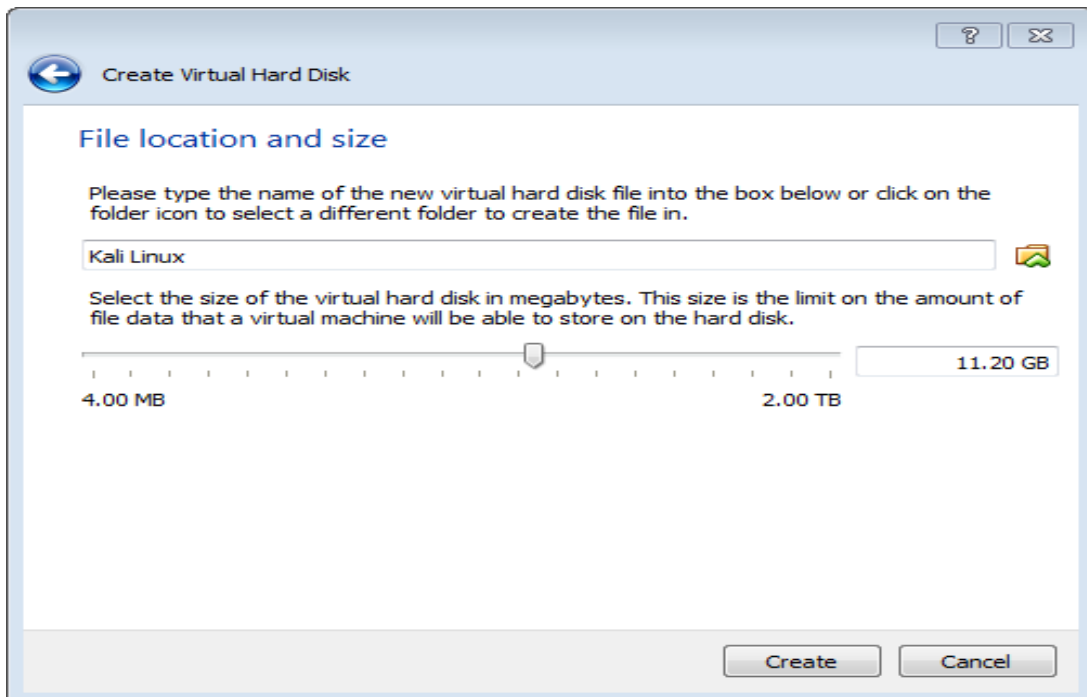 Create Virtual Hard Disk
File location and size
Please type the name of the new virtual hard disk file into the box below or click on the
folder icon to select a different folder to create the file in.
Kali Linux
Select the size of the virtual hard disk in megabytes. This size is the limit on the amount of
file data that a virtual machine will be able to store on the hard disk.
11.20 GB
4.00 MB
2.00 TB
Create
Cancel